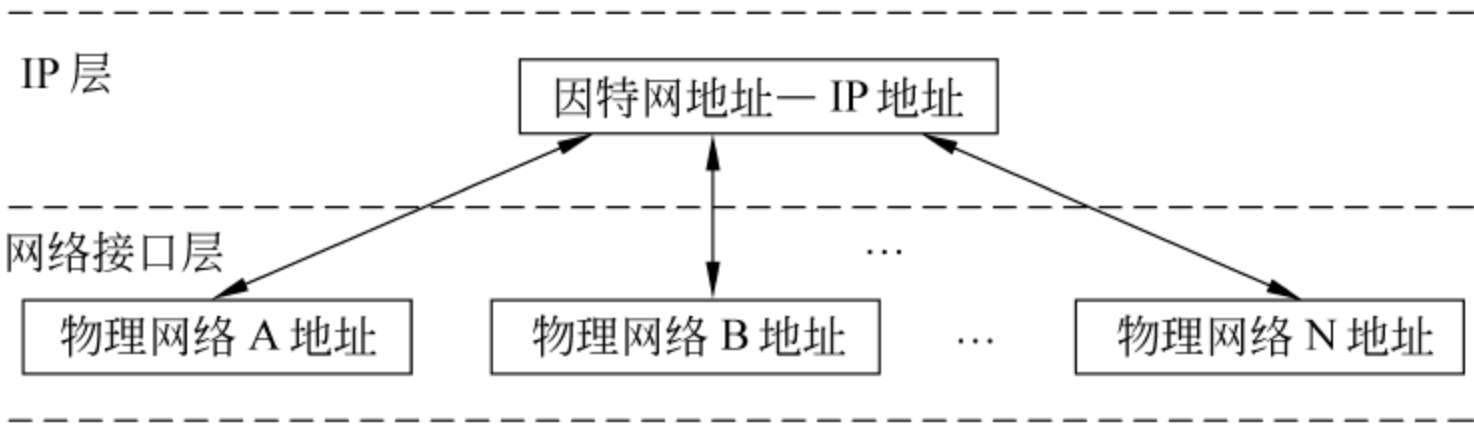 IP 层
因特网地址— IP 地址
网络接口层
…
物理网络 A 地址
物理网络 B 地址
…
物理网络 N 地址